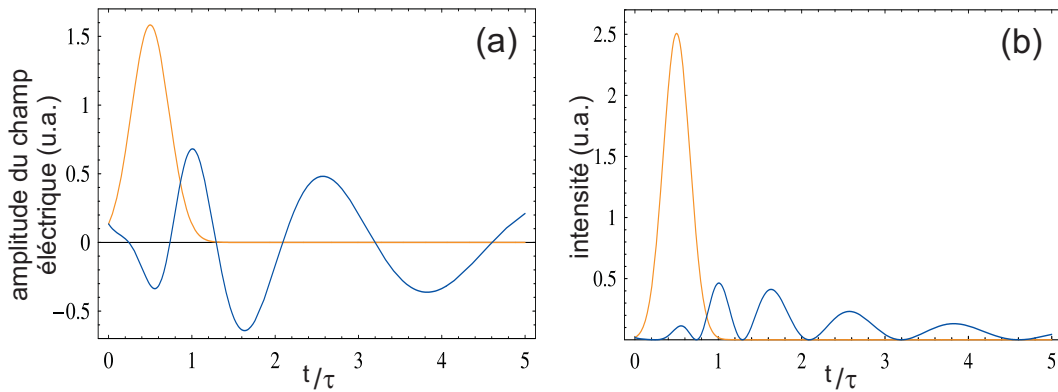 (a)
amplitude du champ
éléctrique (u.a.)
1.5
1
0.5
0
−0.5
0 1 2 3 4 5
t/τ
(b)
intensité (u.a.)
2.5
2
1.5
1
0.5
0 1 2 3 4 5
t/τ